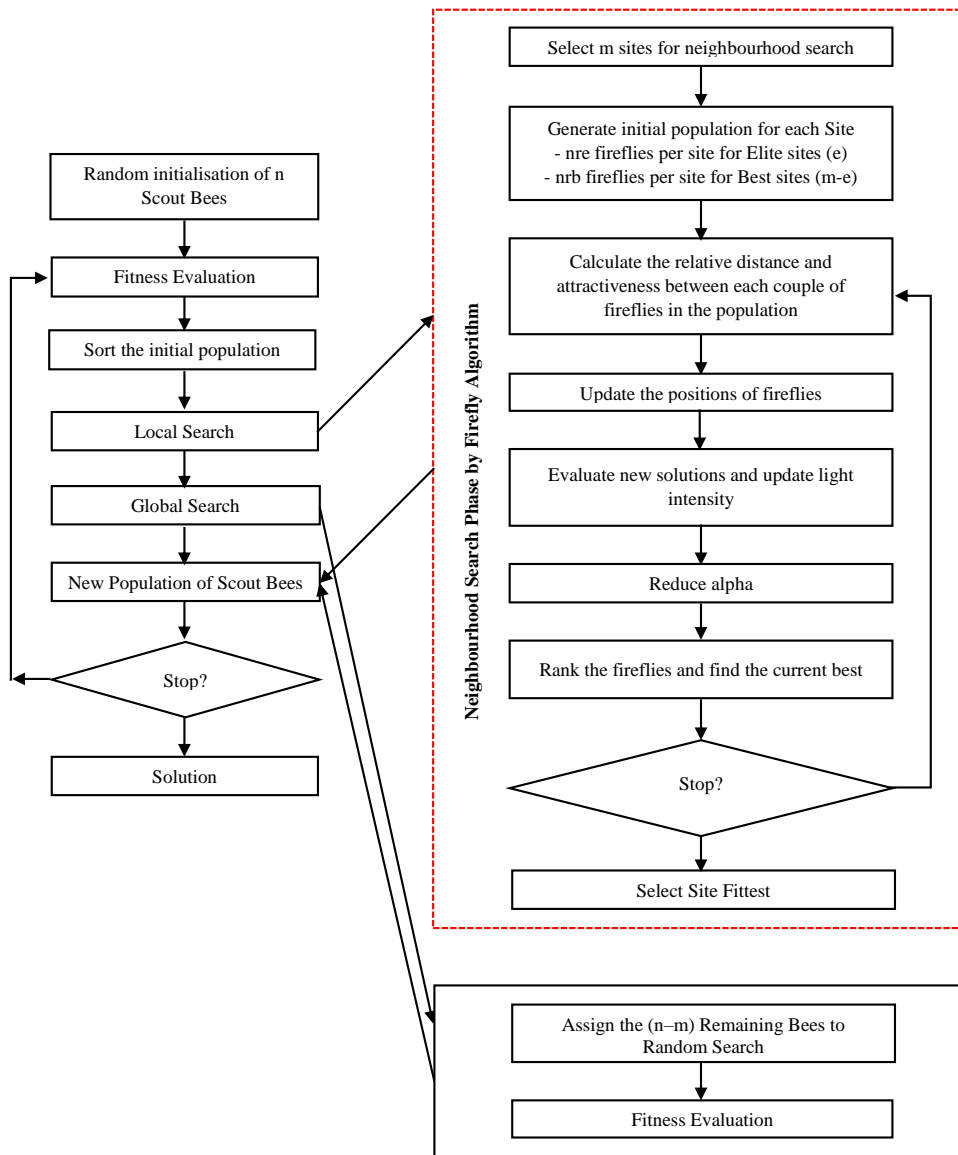 Random initialisation of n
Scout Bees
Fitness Evaluation
Sort the initial population
Local Search
Global Search
New Population of Scout Bees
Stop?
Solution
Neighbourhood Search Phase by Firefly Algorithm
Select m sites for neighbourhood search
Generate initial population for each Site
- nre fireflies per site for Elite sites (e)
- nrb fireflies per site for Best sites (m-e)
Calculate the relative distance and
attractiveness between each couple of
fireflies in the population
Update the positions of fireflies
Evaluate new solutions and update light
intensity
Reduce alpha
Rank the fireflies and find the current best
Stop?
Select Site Fittest
Assign the (n–m) Remaining Bees to
Random Search
Fitness Evaluation